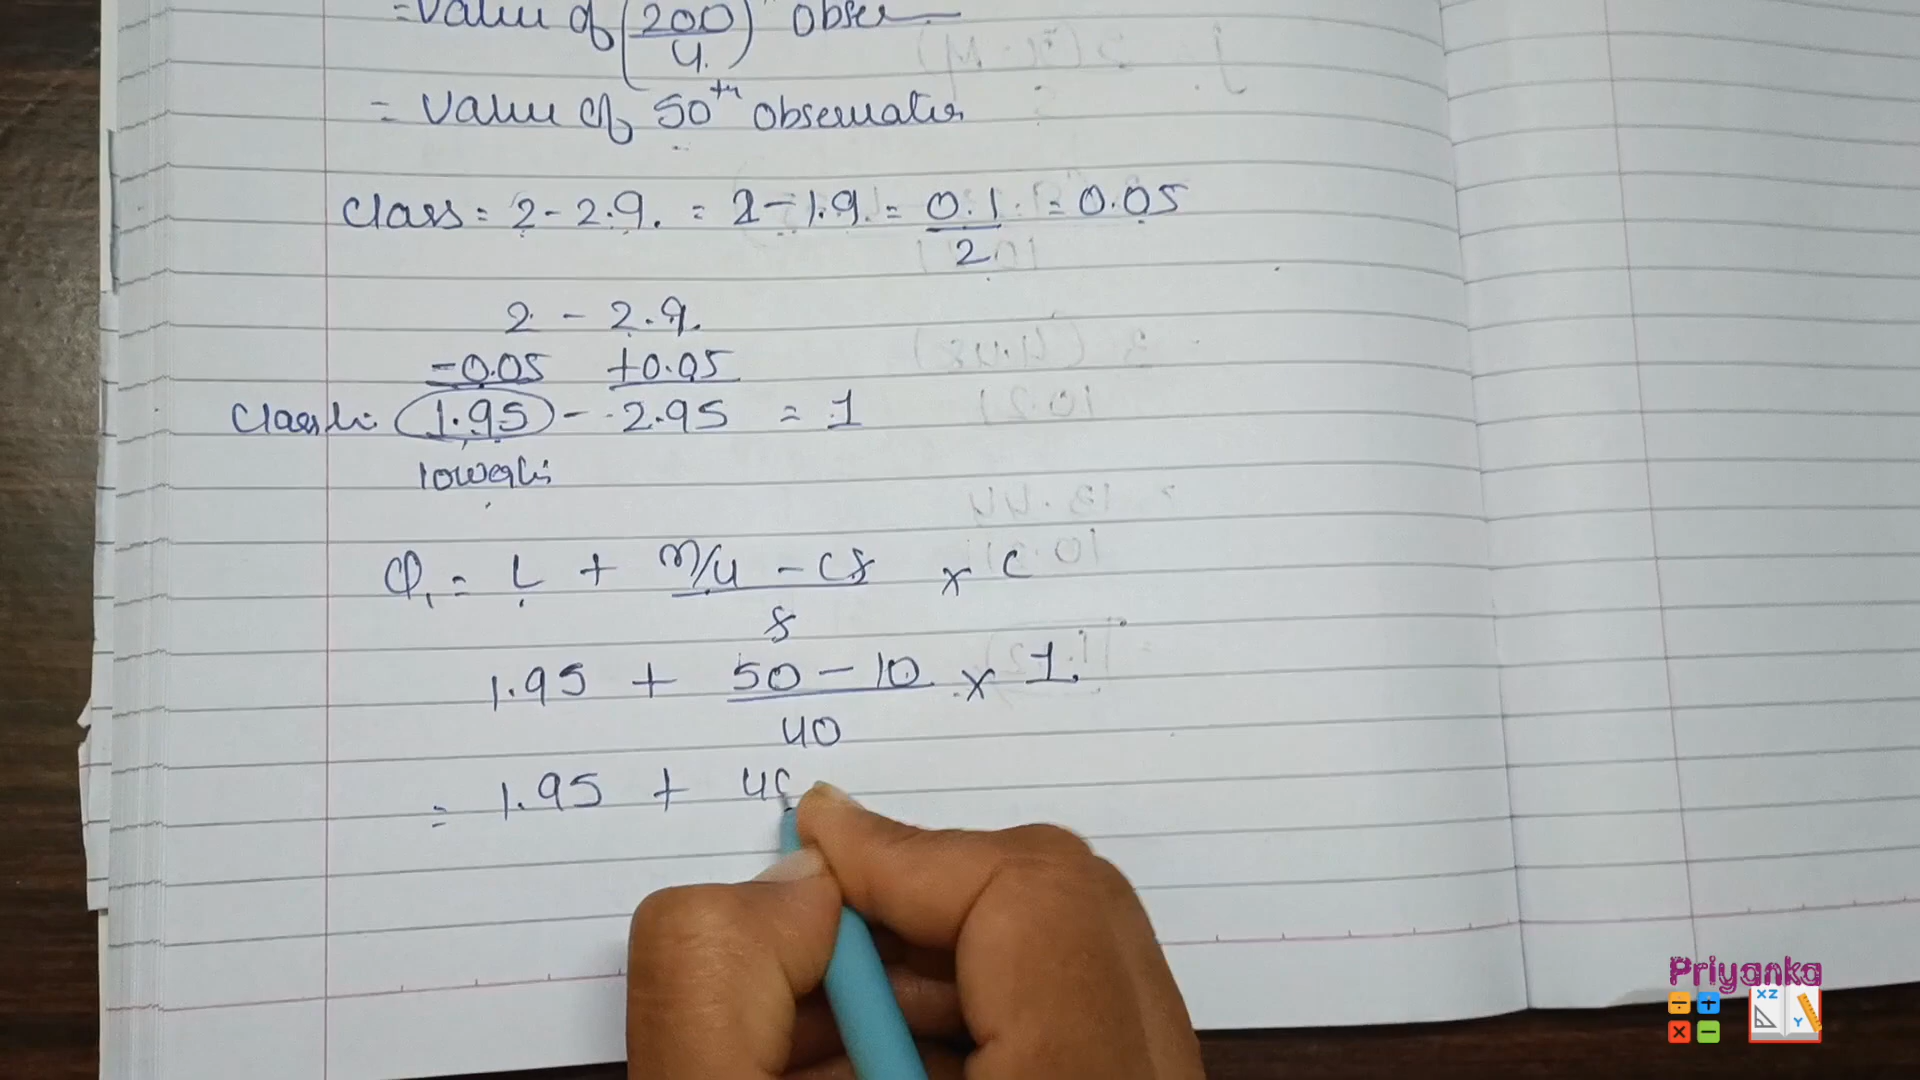 = Value of (200/4) obser
= Value of 50th Observation
Class = 2 - 2.9. = 2 - 1.9 = 0.1/2 = 0.05
2 - 2.9.
-0.05 +0.05
Class li. 1.95 - 2.95 = 1
lowerli
Q1 = L + n/4 - cf / f × c
1.95 + 50 - 10 / 40 × 1.
= 1.95 + 40
Priyanka
÷ + XZ
× − Y